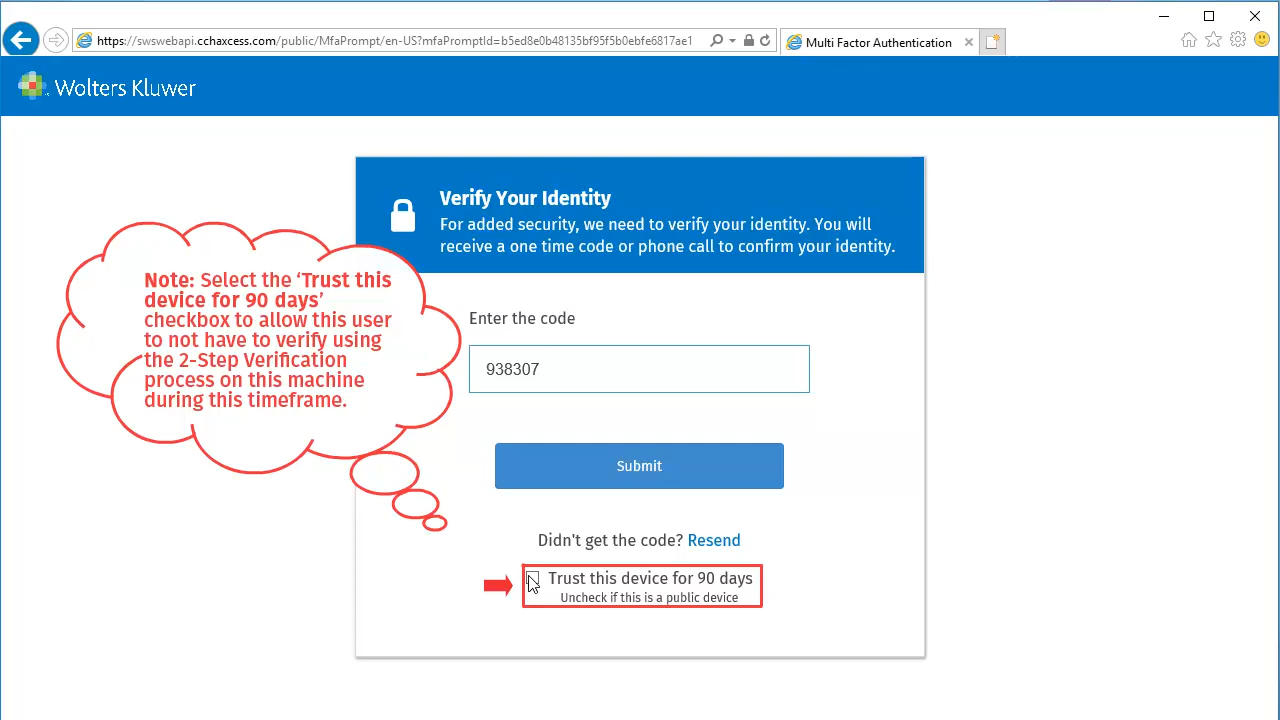 https://swswebapi.cchaxcess.com/public/MfaPrompt/en-US?mfaPromptId=b5ed8e0b48135bf95f5b0ebfe6817ae1
Multi Factor Authentication
Wolters Kluwer
Verify Your Identity
For added security, we need to verify your identity. You will
receive a one time code or phone call to confirm your identity.
Note: Select the ‘Trust this
device for 90 days’
checkbox to allow this user
to not have to verify using
the 2-Step Verification
process on this machine
during this timeframe.
Enter the code
938307
Submit
Didn't get the code? Resend
Trust this device for 90 days
Uncheck if this is a public device